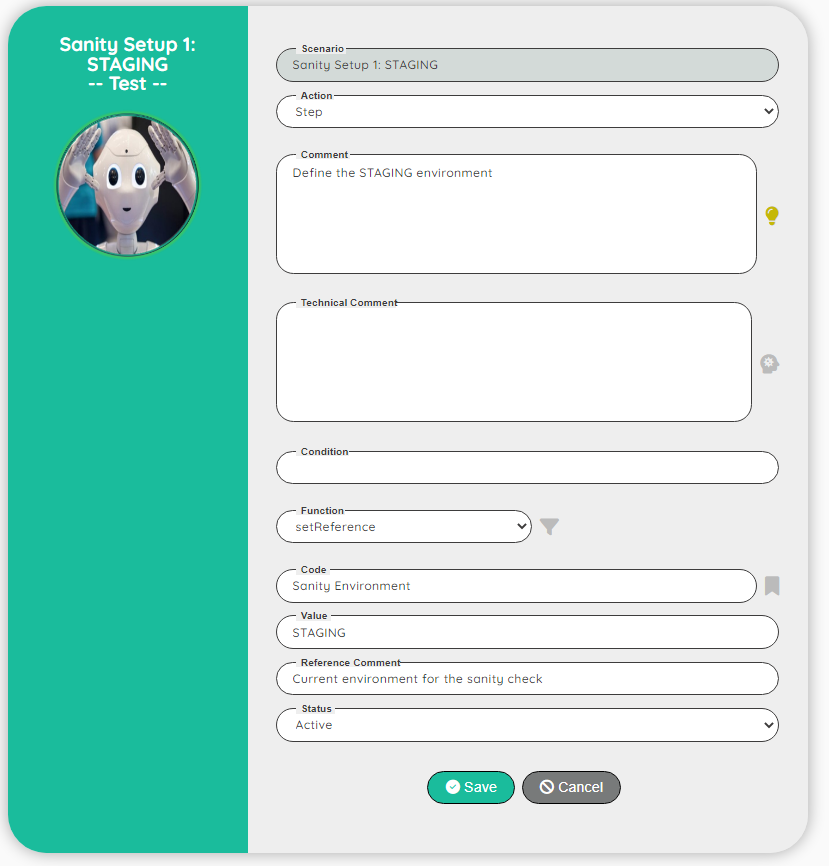 Sanity Setup 1:
STAGING
-- Test --
Scenario
Sanity Setup 1: STAGING
Action
Step
Comment
Define the STAGING environment
Technical Comment
Condition
Function
setReference
Code
Sanity Environment
Value
STAGING
Reference Comment
Current environment for the sanity check
Status
Active
Save
Cancel